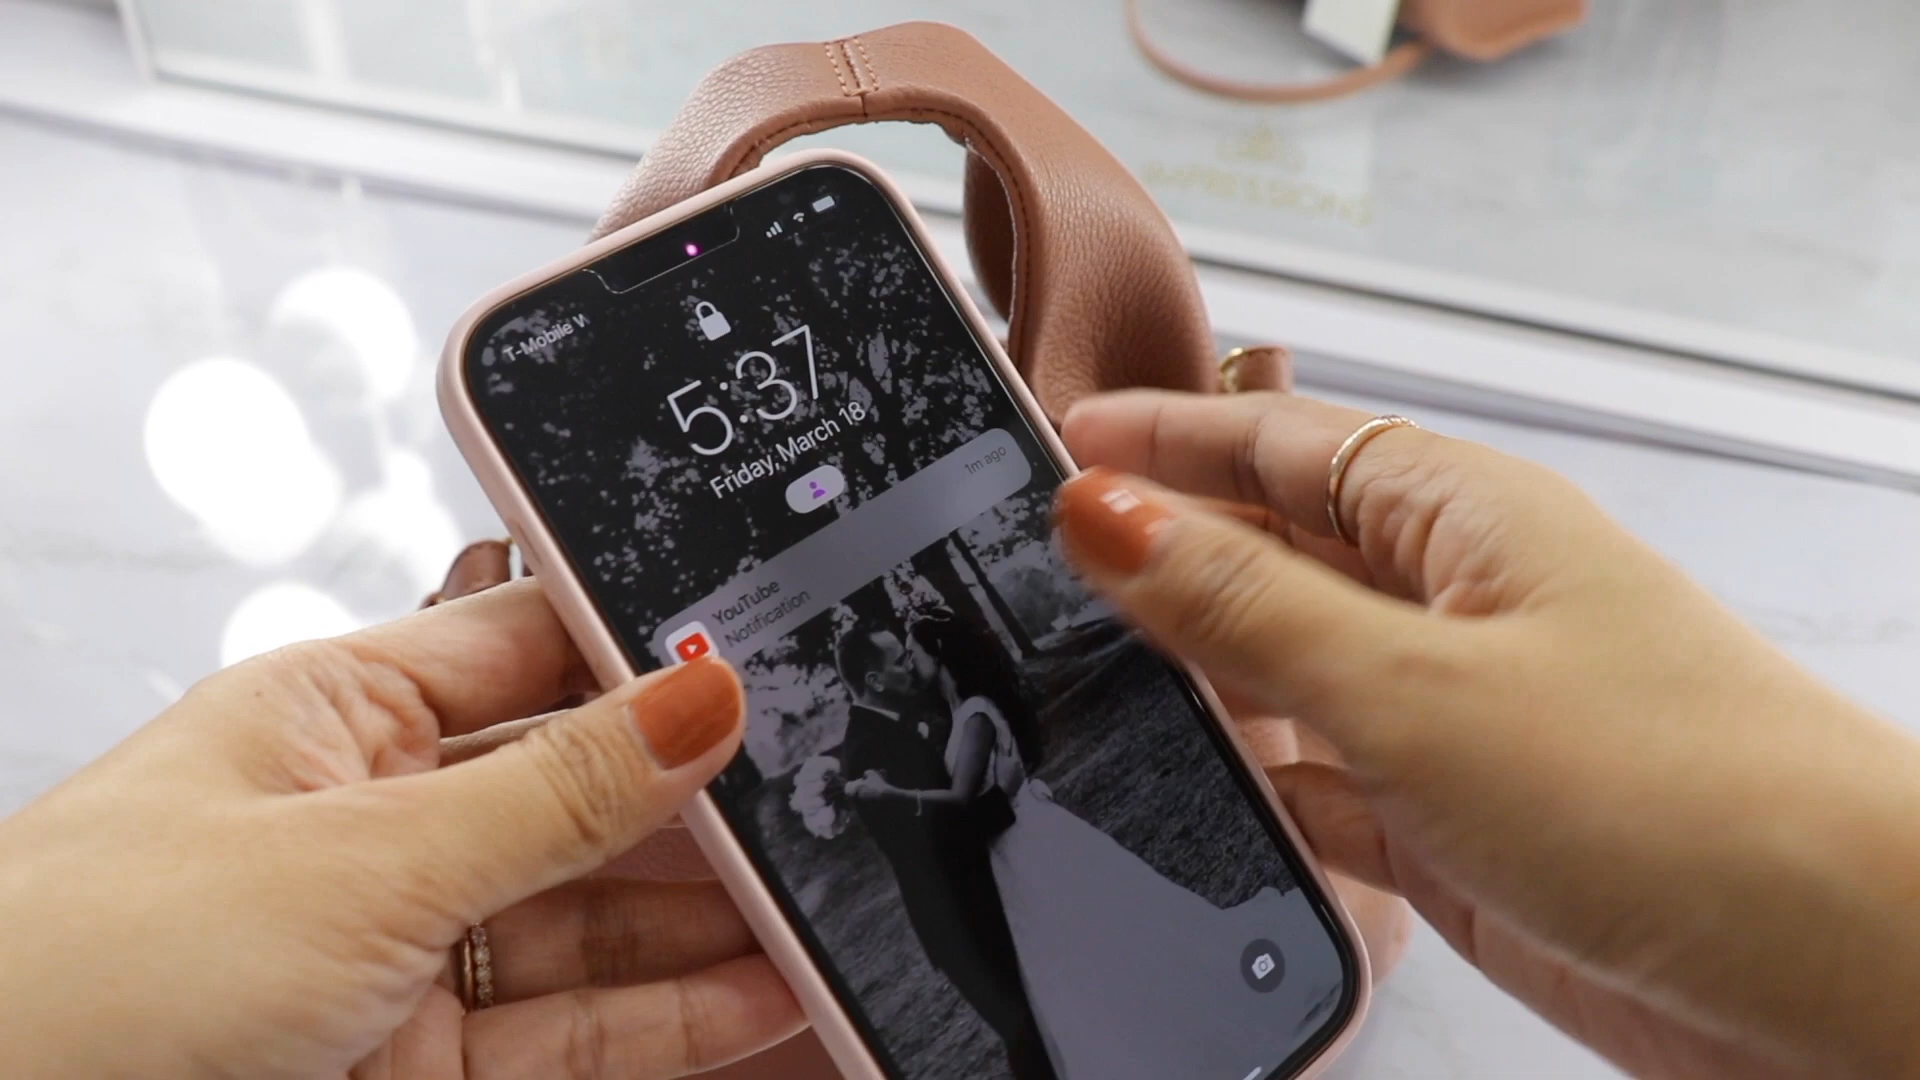 T-Mobile W
5:37
Friday, March 18
1m ago
YouTube
Notification